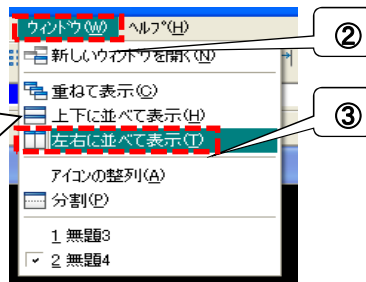 ウィンドウ(W) ヘルプ(H)
②
新しいウィンドウを開く(N)
重ねて表示(C)
上下に並べて表示(H)
③
左右に並べて表示(T)
アイコンの整列(A)
分割(P)
1 無題3
2 無題4